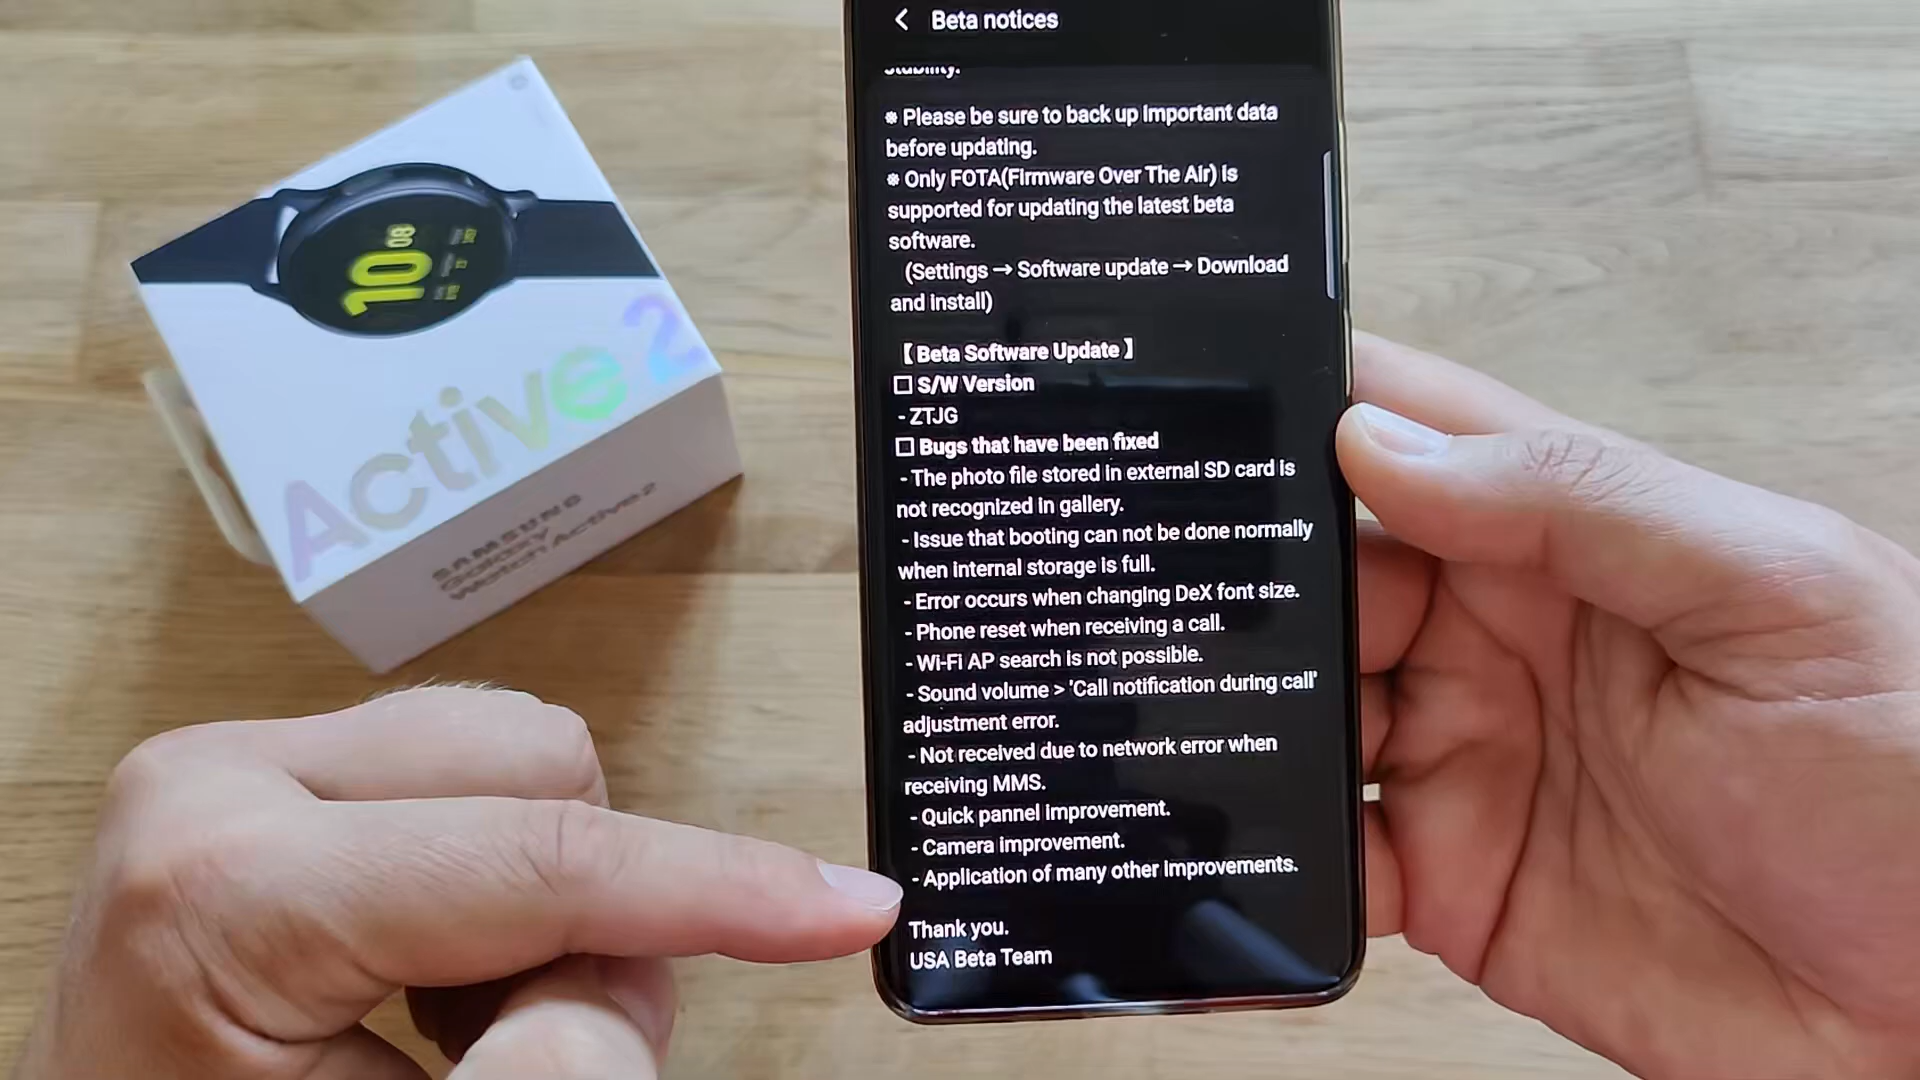 Beta notices
stability.
※ Please be sure to back up important data
before updating.
※ Only FOTA(Firmware Over The Air) is
supported for updating the latest beta
software.
(Settings → Software update → Download
and install)
【 Beta Software Update 】
□ S/W Version
- ZTJG
□ Bugs that have been fixed
- The photo file stored in external SD card is
not recognized in gallery.
- Issue that booting can not be done normally
when internal storage is full.
- Error occurs when changing DeX font size.
- Phone reset when receiving a call.
- Wi-Fi AP search is not possible.
- Sound volume > 'Call notification during call'
adjustment error.
- Not received due to network error when
receiving MMS.
- Quick pannel improvement.
- Camera improvement.
- Application of many other improvements.
Thank you.
USA Beta Team
10 08
Active 2
SAMSUNG
Galaxy
Watch Active2